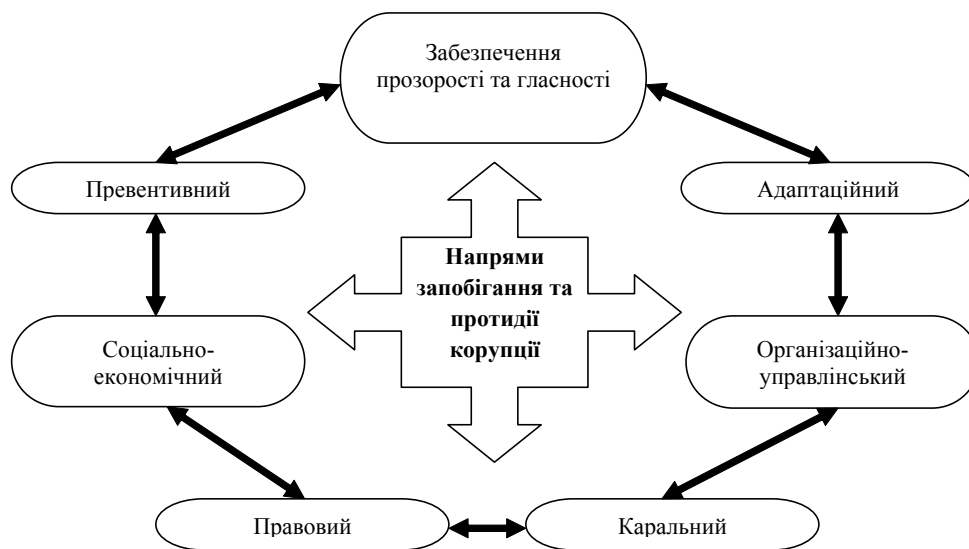 Забезпечення
прозорості та гласності
Превентивний
Адаптаційний
Напрями
запобігання та
протидії
корупції
Соціально-
економічний
Організаційно-
управлінський
Правовий
Каральний